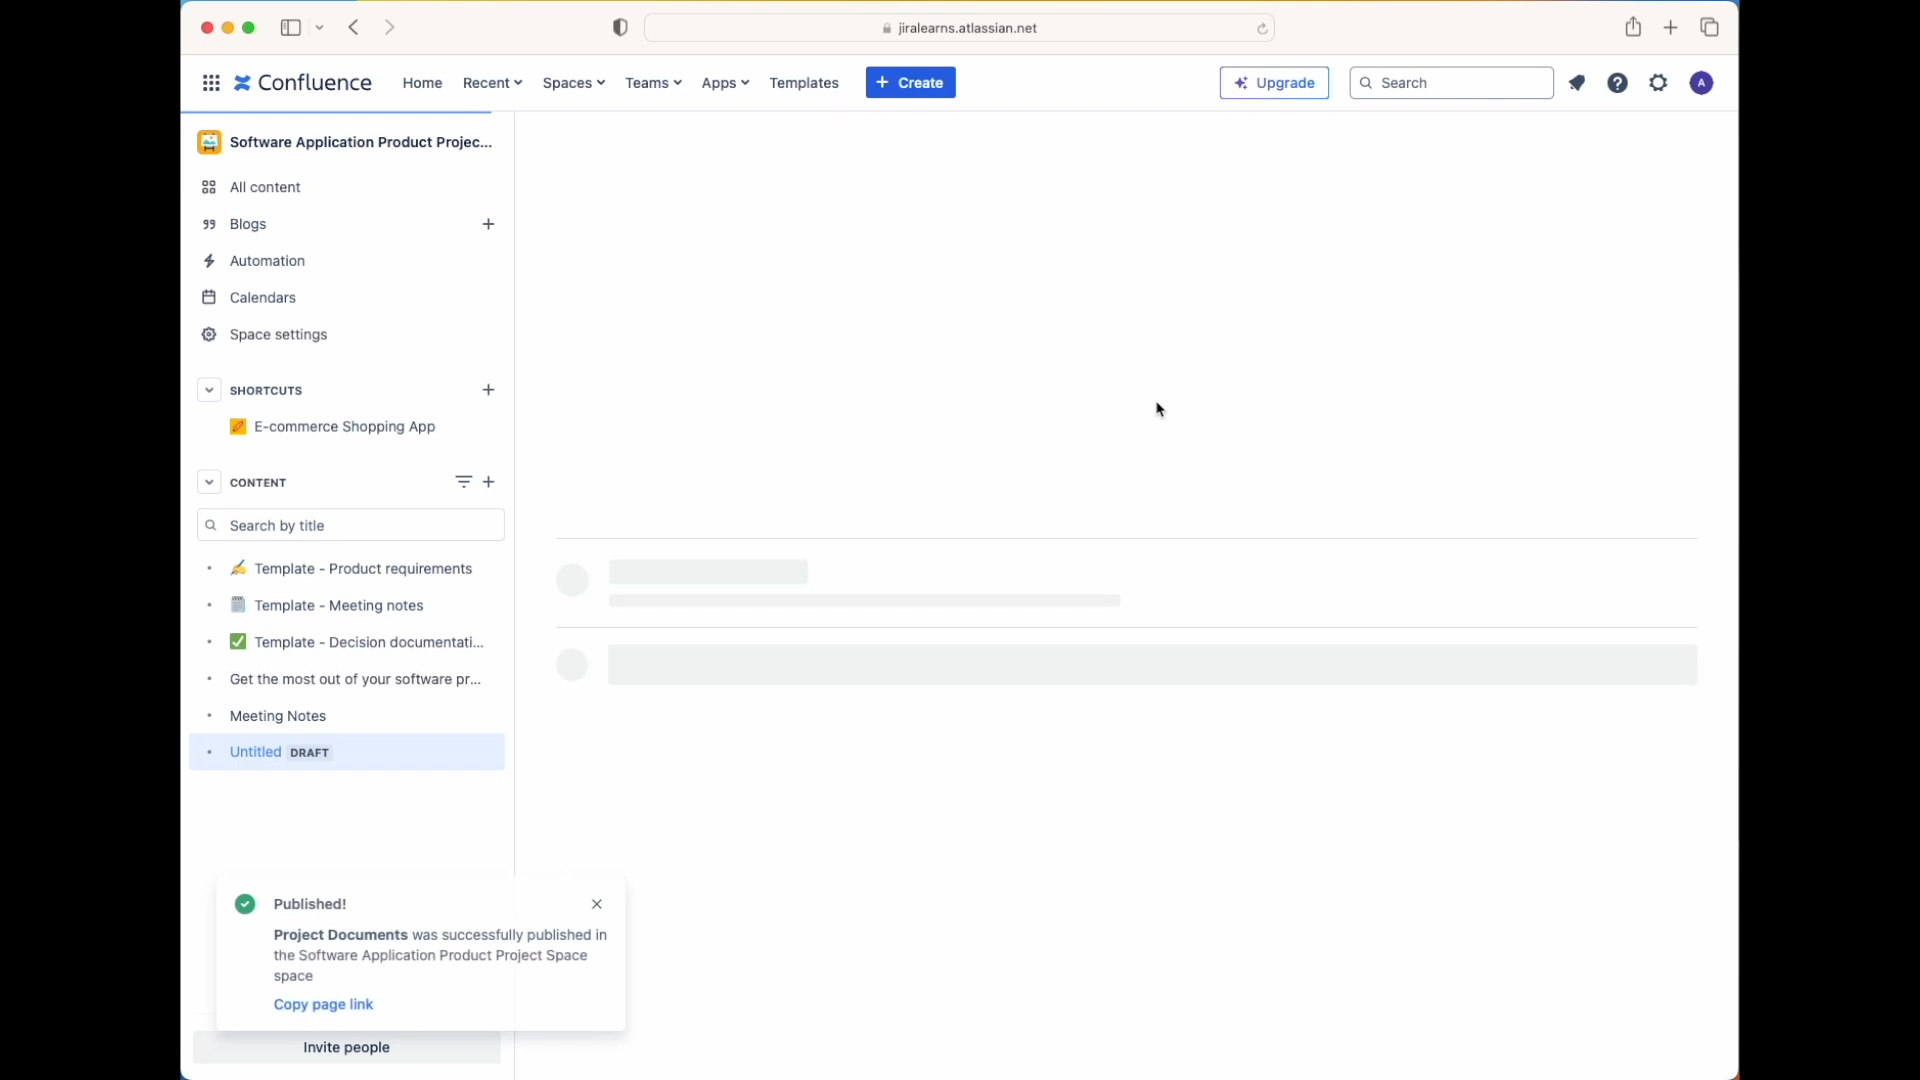 jiralearns.atlassian.net
Confluence Home Recent Spaces Teams Apps Templates + Create Upgrade Search A
Software Application Product Projec...
All content
Blogs
Automation
Calendars
Space settings
SHORTCUTS
E-commerce Shopping App
CONTENT
Search by title
Template - Product requirements
Template - Meeting notes
Template - Decision documentati...
Get the most out of your software pr...
Meeting Notes
Untitled DRAFT
Published!
Project Documents was successfully published in
the Software Application Product Project Space
space
Copy page link
Invite people